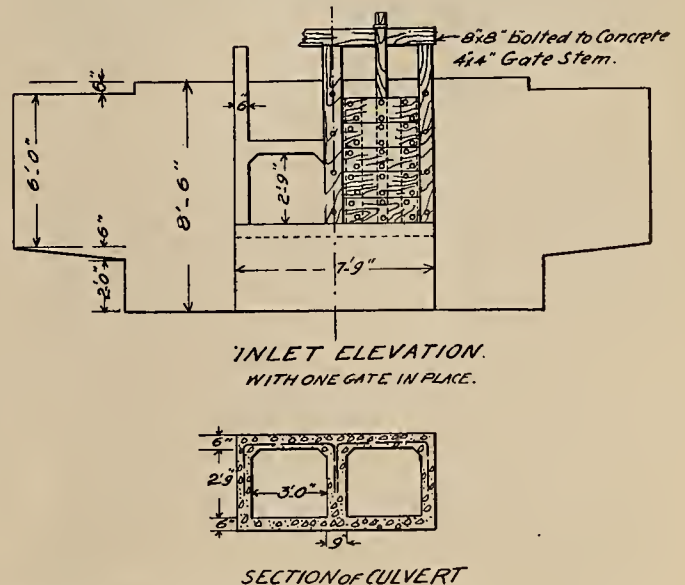 8"x8" bolted to Concrete
4"x4" Gate Stem.
6"
6"
6'-0"
8'-6"
2'-9"
6"
2'-0"
7'-9"
INLET ELEVATION.
WITH ONE GATE IN PLACE.
6"
2'-9"
3'-0"
6"
9"
SECTION OF CULVERT